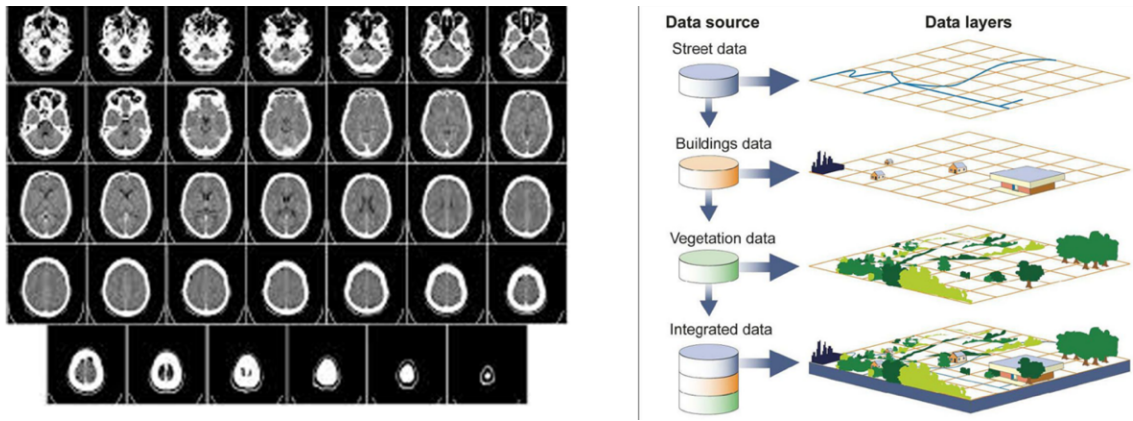 Data source
Data layers
Street data
Buildings data
Vegetation data
Integrated data